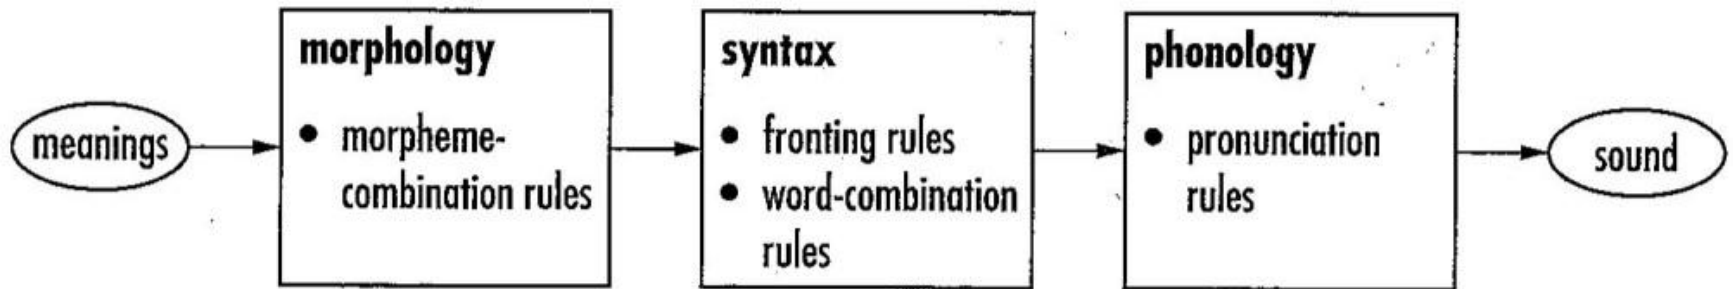 meanings
morphology
• morpheme-
combination rules
syntax
• fronting rules
• word-combination
rules
phonology
• pronunciation
rules
sound